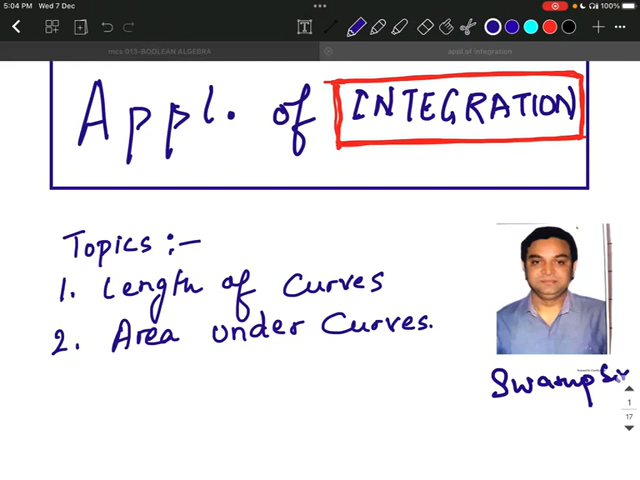 5:04 PM Wed 7 Dec
100%
mcs 013-BOOLEAN ALGEBRA
appl of integration
Appl. of INTEGRATION
Topics :-
1. Length of Curves
2. Area under Curves.
Swarup Sir
1
17